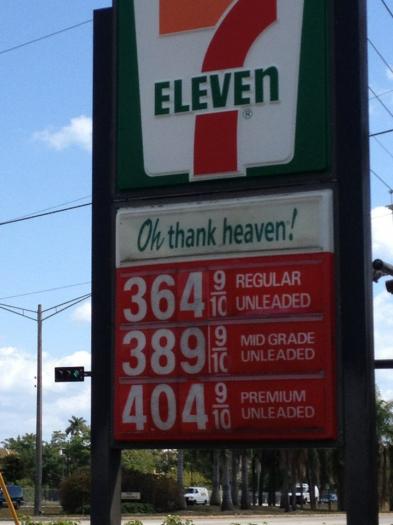 7
ELEVEn
®
Oh thank heaven!
364 9/10 REGULAR
UNLEADED
389 9/10 MID GRADE
UNLEADED
404 9/10 PREMIUM
UNLEADED